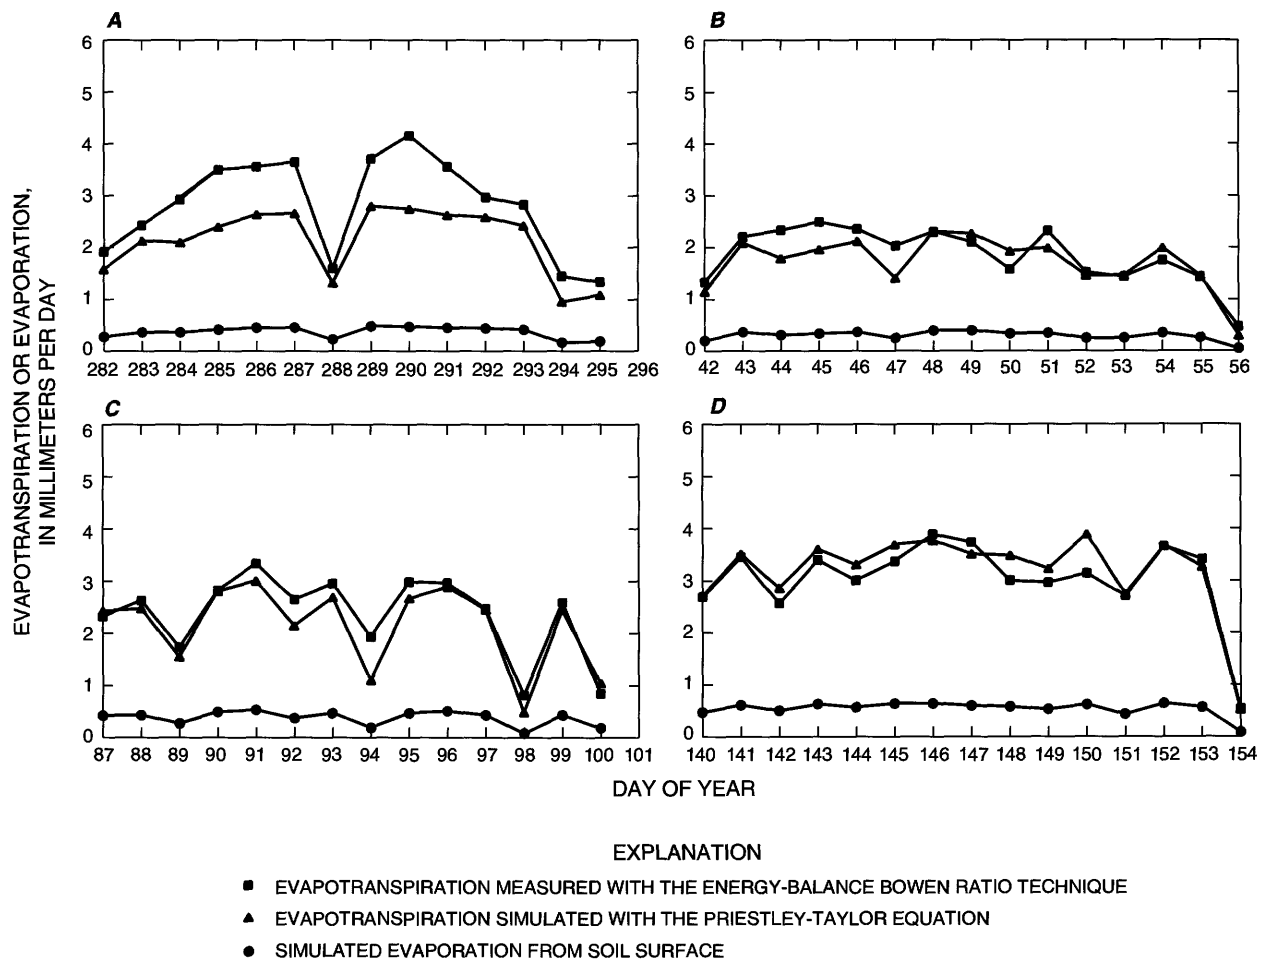 A
B
6
5
4
3
2
1
0
282 283 284 285 286 287 288 289 290 291 292 293 294 295 296
6
5
4
3
2
1
0
42 43 44 45 46 47 48 49 50 51 52 53 54 55 56
EVAPOTRANSPIRATION OR EVAPORATION,
IN MILLIMETERS PER DAY
C
D
6
5
4
3
2
1
0
87 88 89 90 91 92 93 94 95 96 97 98 99 100 101
6
5
4
3
2
1
0
140 141 142 143 144 145 146 147 148 149 150 151 152 153 154
DAY OF YEAR
EXPLANATION
EVAPOTRANSPIRATION MEASURED WITH THE ENERGY-BALANCE BOWEN RATIO TECHNIQUE
EVAPOTRANSPIRATION SIMULATED WITH THE PRIESTLEY-TAYLOR EQUATION
SIMULATED EVAPORATION FROM SOIL SURFACE